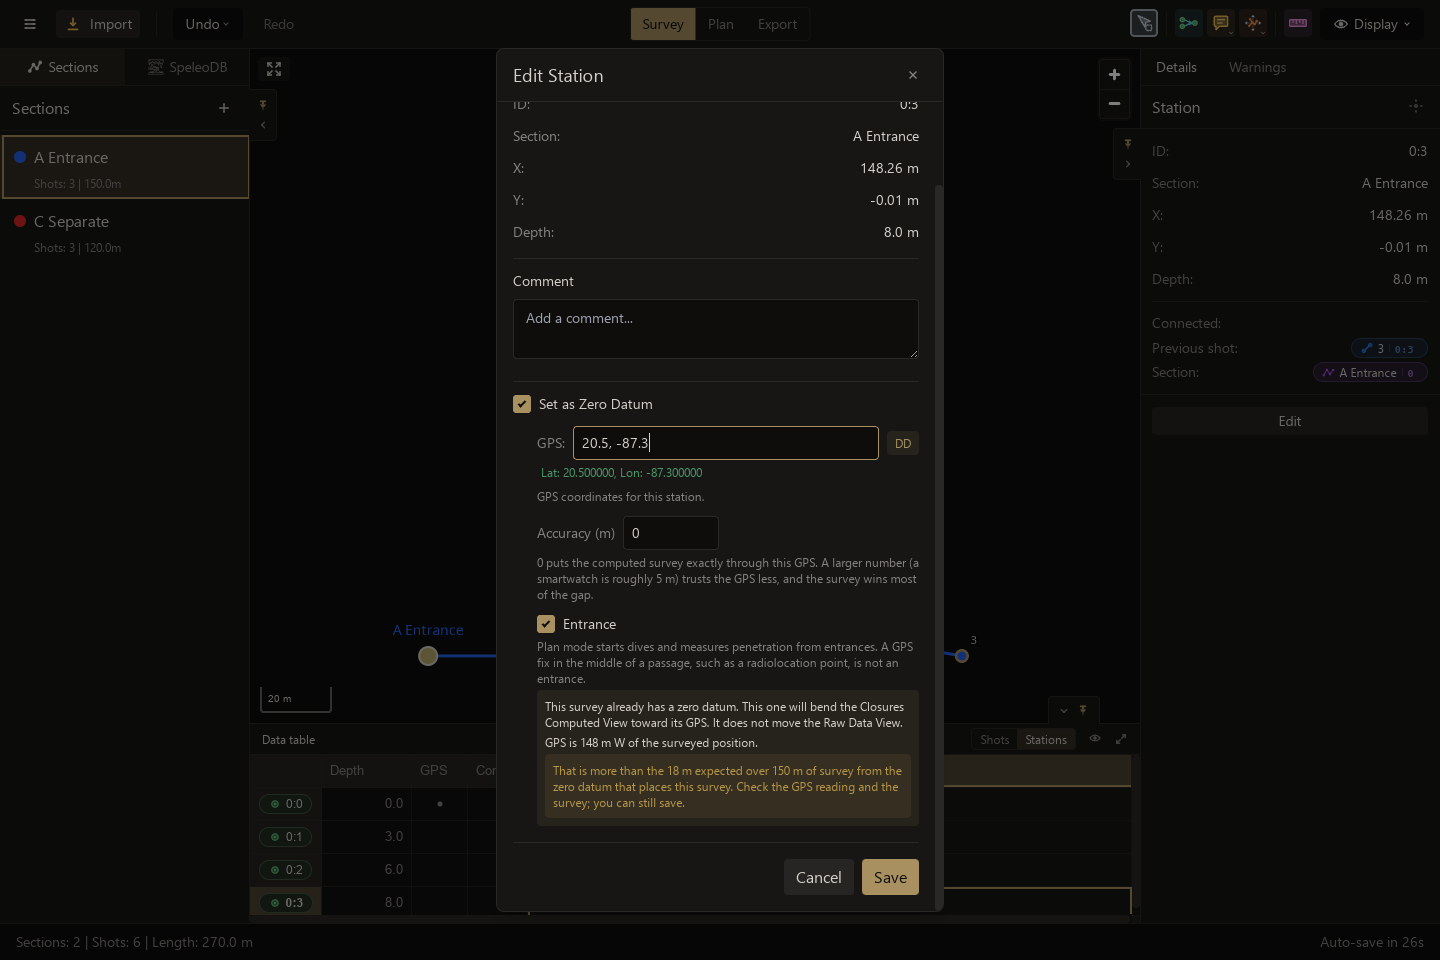 Import
Undo
Redo
Survey
Plan
Export
Display
Sections
SpeleoDB
Sections
A Entrance
Shots: 3 | 150.0m
C Separate
Shots: 3 | 120.0m
A Entrance
20 m
3
Edit Station
ID:
0:3
Section:
A Entrance
X:
148.26 m
Y:
-0.01 m
Depth:
8.0 m
Comment
Add a comment...
Set as Zero Datum
GPS:
20.5, -87.3
DD
Lat: 20.500000, Lon: -87.300000
GPS coordinates for this station.
Accuracy (m)
0
0 puts the computed survey exactly through this GPS. A larger number (a
smartwatch is roughly 5 m) trusts the GPS less, and the survey wins most
of the gap.
Entrance
Plan mode starts dives and measures penetration from entrances. A GPS
fix in the middle of a passage, such as a radiolocation point, is not an
entrance.
This survey already has a zero datum. This one will bend the Closures
Computed View toward its GPS. It does not move the Raw Data View.
GPS is 148 m W of the surveyed position.
That is more than the 18 m expected over 150 m of survey from the
zero datum that places this survey. Check the GPS reading and the
survey; you can still save.
Cancel
Save
Details
Warnings
Station
ID:
0:3
Section:
A Entrance
X:
148.26 m
Y:
-0.01 m
Depth:
8.0 m
Connected:
Previous shot:
3 | 0:3
Section:
A Entrance | 0
Edit
Data table
Shots
Stations
Depth
GPS
0:0
0.0
0:1
3.0
0:2
6.0
0:3
8.0
Sections: 2 | Shots: 6 | Length: 270.0 m
Auto-save in 26s